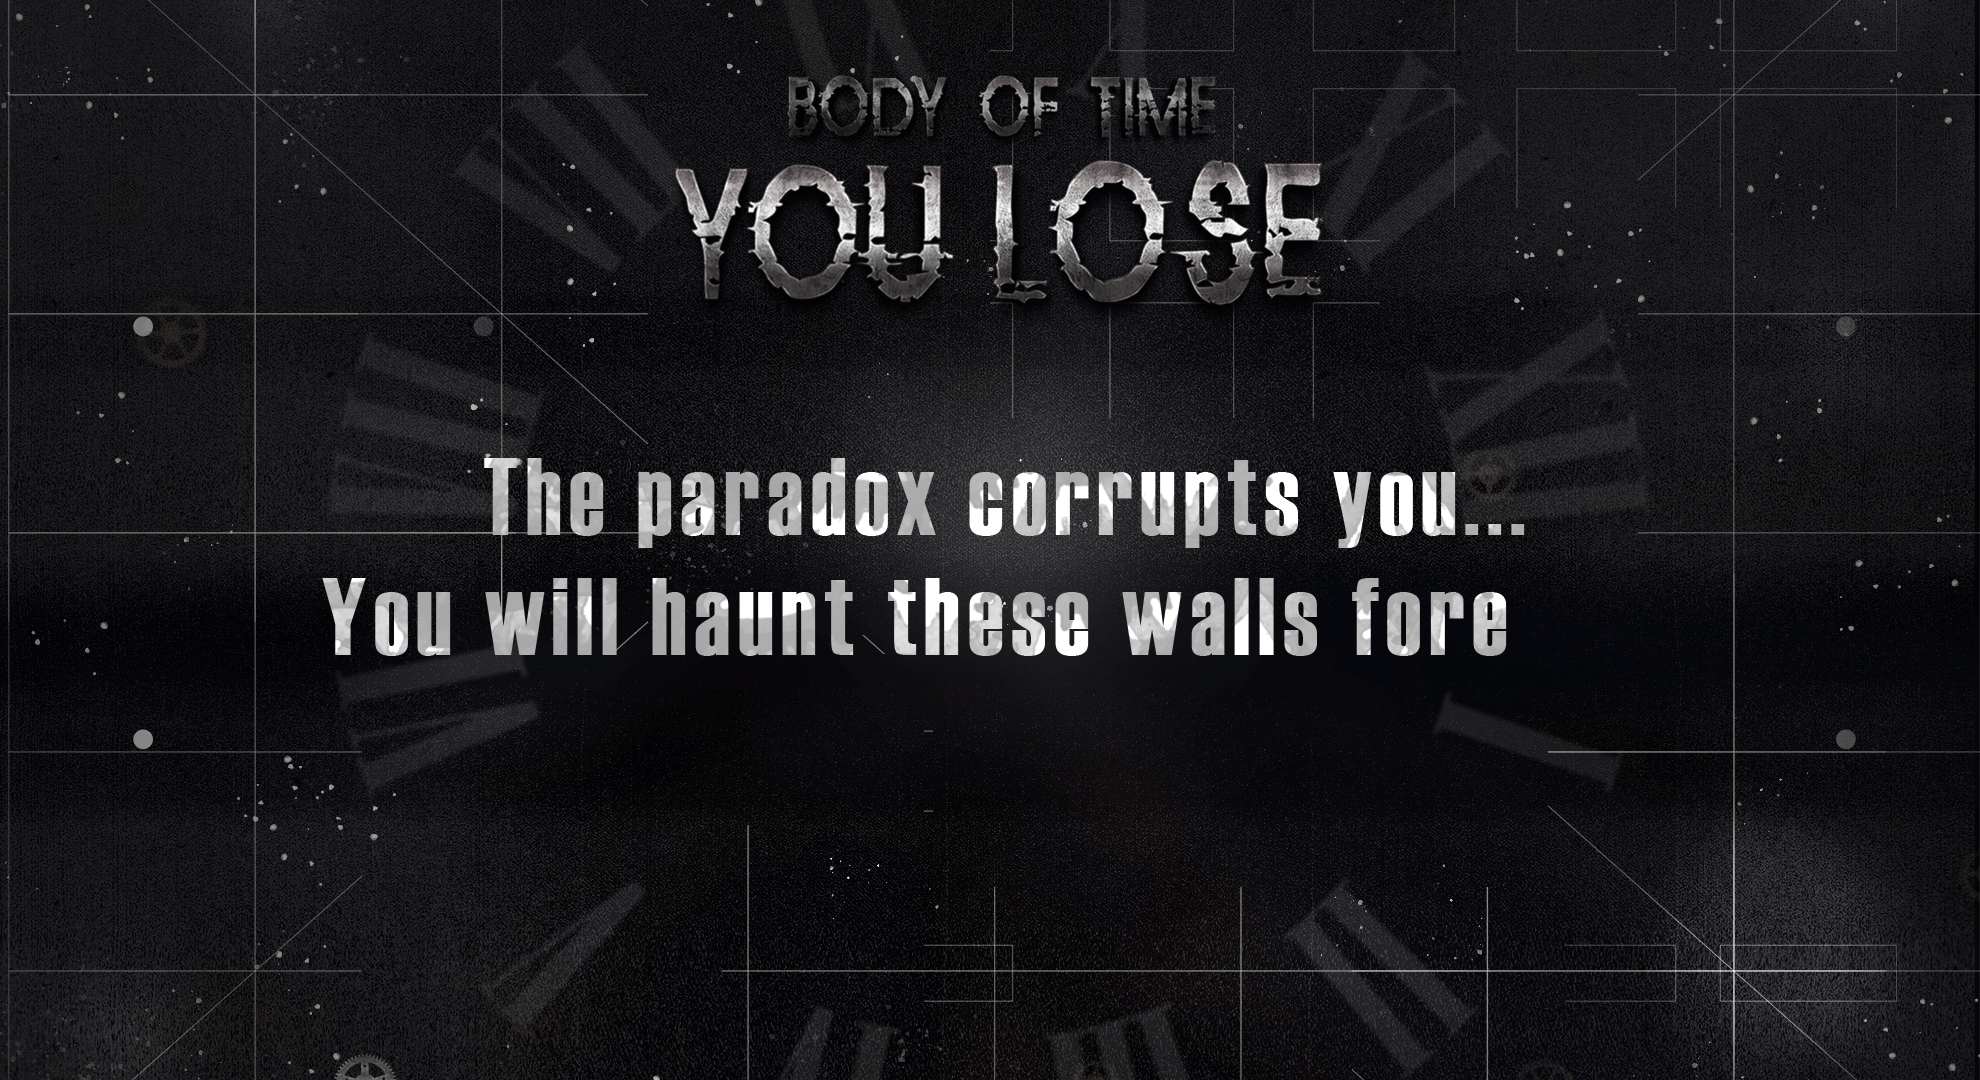 BODY OF TIME
YOU LOSE
The paradox corrupts you...
You will haunt these walls fore